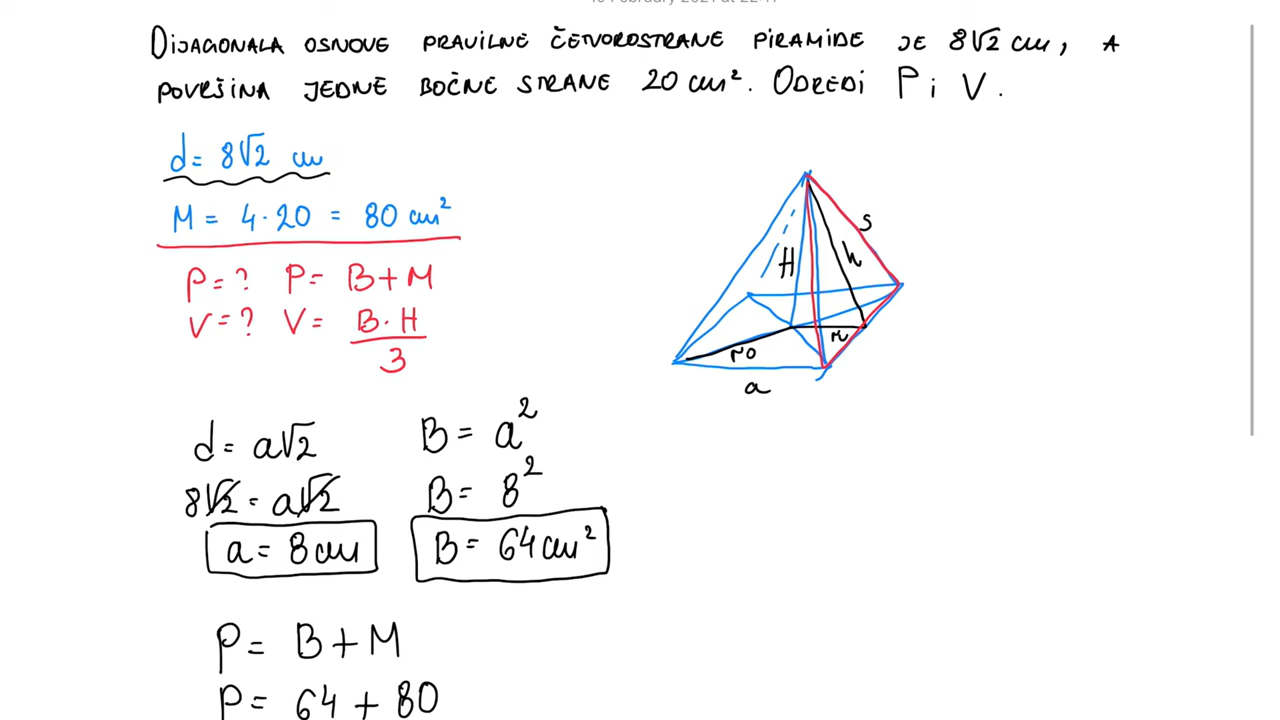 DIJAGONALA OSNOVE PRAVILNE ČETVOROSTRANE PIRAMIDE JE 8√2 cm, A
POVRŠINA JEDNE BOČNE STRANE 20 cm². ODREDI P i V.
d = 8√2 cm
M = 4·20 = 80 cm²
P = ? P = B + M
V = ? V = B·H
3
s
H h
r
ro
a
d = a√2 B = a²
8√2 = a√2 B = 8²
a = 8 cm B = 64 cm²
P = B + M
P = 64 + 80